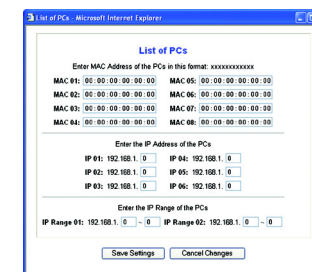 List of PCs - Microsoft Internet Explorer
List of PCs
Enter MAC Address of the PCs in this format: xxxxxxxxxxxx
MAC 01: 00:00:00:00:00:00 MAC 05: 00:00:00:00:00:00
MAC 02: 00:00:00:00:00:00 MAC 06: 00:00:00:00:00:00
MAC 03: 00:00:00:00:00:00 MAC 07: 00:00:00:00:00:00
MAC 04: 00:00:00:00:00:00 MAC 08: 00:00:00:00:00:00
Enter the IP Address of the PCs
IP 01: 192.168.1. 0 IP 04: 192.168.1. 0
IP 02: 192.168.1. 0 IP 05: 192.168.1. 0
IP 03: 192.168.1. 0 IP 06: 192.168.1. 0
Enter the IP Range of the PCs
IP Range 01: 192.168.1. 0 ~ 0 IP Range 02: 192.168.1. 0 ~ 0
Save Settings Cancel Changes